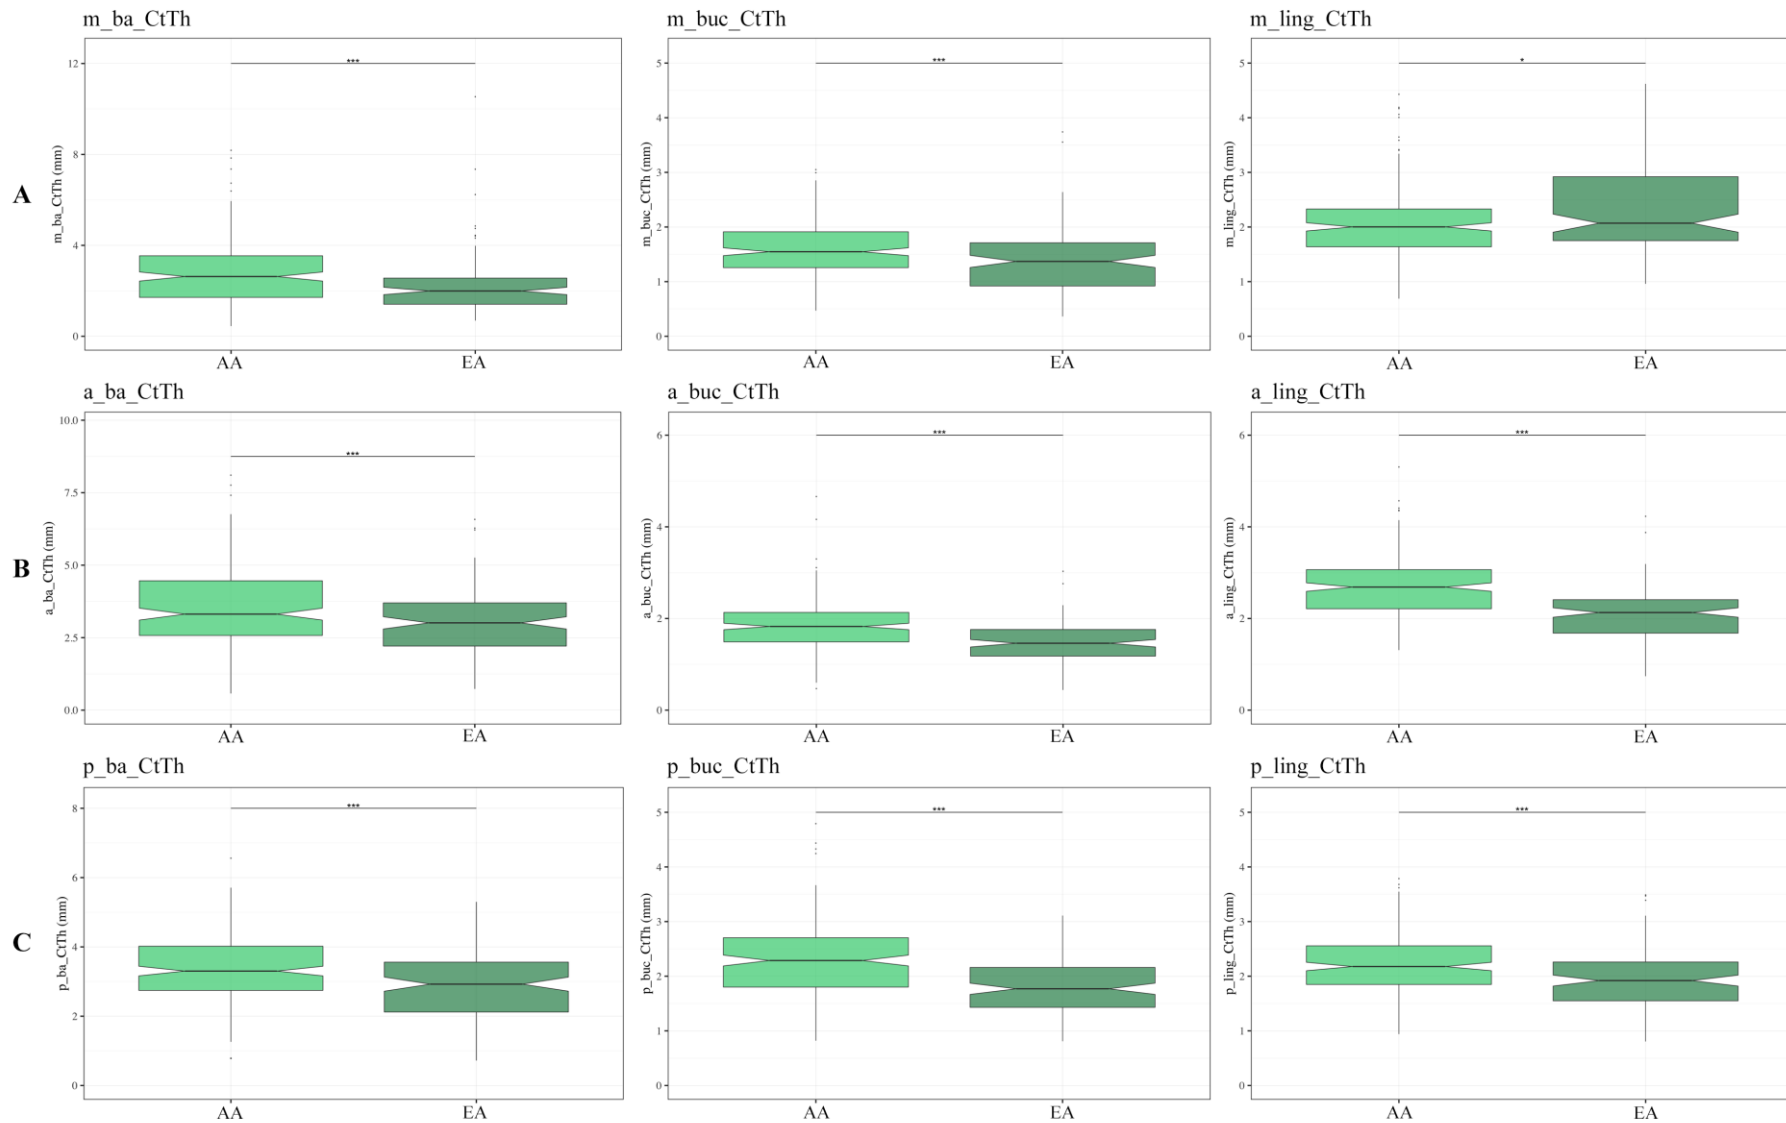 m_ba_CtTh
m_buc_CtTh
m_ling_CtTh
A
m_ba_CtTh (mm)
12
8
4
0
***
AA
EA
m_buc_CtTh (mm)
5
4
3
2
1
0
***
AA
EA
m_ling_CtTh (mm)
5
4
3
2
1
0
*
AA
EA
a_ba_CtTh
a_buc_CtTh
a_ling_CtTh
B
a_ba_CtTh (mm)
10.0
7.5
5.0
2.5
0.0
***
AA
EA
a_buc_CtTh (mm)
6
4
2
0
***
AA
EA
a_ling_CtTh (mm)
6
4
2
0
***
AA
EA
p_ba_CtTh
p_buc_CtTh
p_ling_CtTh
C
p_ba_CtTh (mm)
8
6
4
2
0
***
AA
EA
p_buc_CtTh (mm)
5
4
3
2
1
0
***
AA
EA
p_ling_CtTh (mm)
5
4
3
2
1
0
***
AA
EA